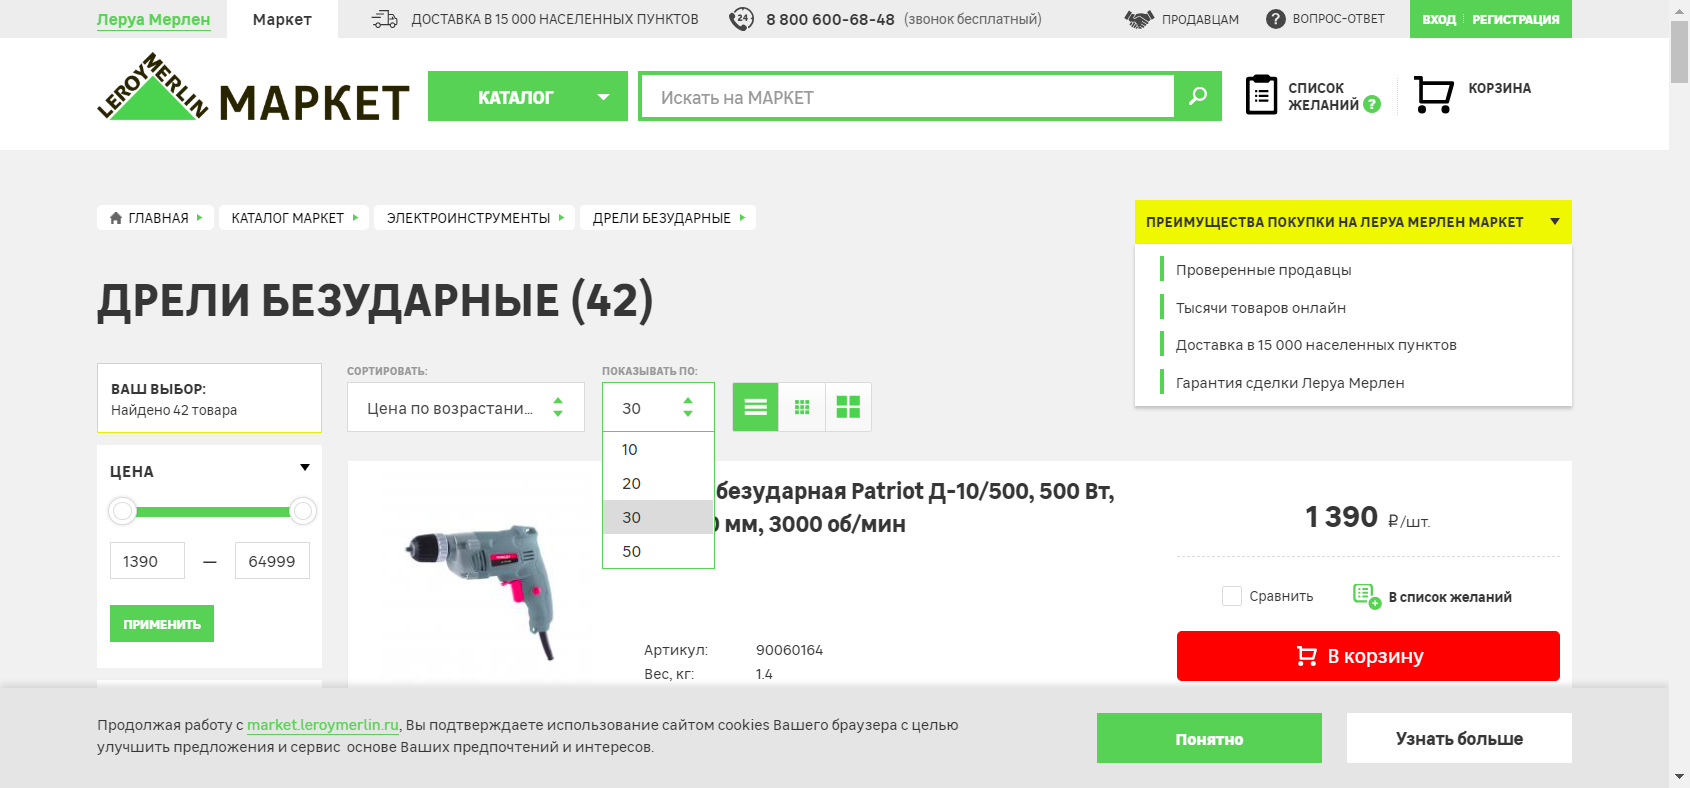 Леруа Мерлен
Маркет
ДОСТАВКА В 15 000 НАСЕЛЕННЫХ ПУНКТОВ
24
8 800 600-68-48 (звонок бесплатный)
ПРОДАВЦАМ
ВОПРОС-ОТВЕТ
ВХОД
РЕГИСТРАЦИЯ
LEROY MERLIN
МАРКЕТ
КАТАЛОГ
Искать на МАРКЕТ
СПИСОК
ЖЕЛАНИЙ ?
КОРЗИНА
ГЛАВНАЯ
КАТАЛОГ МАРКЕТ
ЭЛЕКТРОИНСТРУМЕНТЫ
ДРЕЛИ БЕЗУДАРНЫЕ
ПРЕИМУЩЕСТВА ПОКУПКИ НА ЛЕРУА МЕРЛЕН МАРКЕТ
Проверенные продавцы
Тысячи товаров онлайн
Доставка в 15 000 населенных пунктов
Гарантия сделки Леруа Мерлен
ДРЕЛИ БЕЗУДАРНЫЕ (42)
ВАШ ВЫБОР:
Найдено 42 товара
СОРТИРОВАТЬ:
Цена по возрастани...
ПОКАЗЫВАТЬ ПО:
30
10
20
30
50
ЦЕНА
1390 — 64999
ПРИМЕНИТЬ
безударная Patriot Д-10/500, 500 Вт,
мм, 3000 об/мин
Артикул: 90060164
Вес, кг: 1.4
1 390 ₽/шт.
Сравнить
В список желаний
В корзину
Продолжая работу с market.leroymerlin.ru, Вы подтверждаете использование сайтом cookies Вашего браузера с целью
улучшить предложения и сервис основе Ваших предпочтений и интересов.
Понятно
Узнать больше